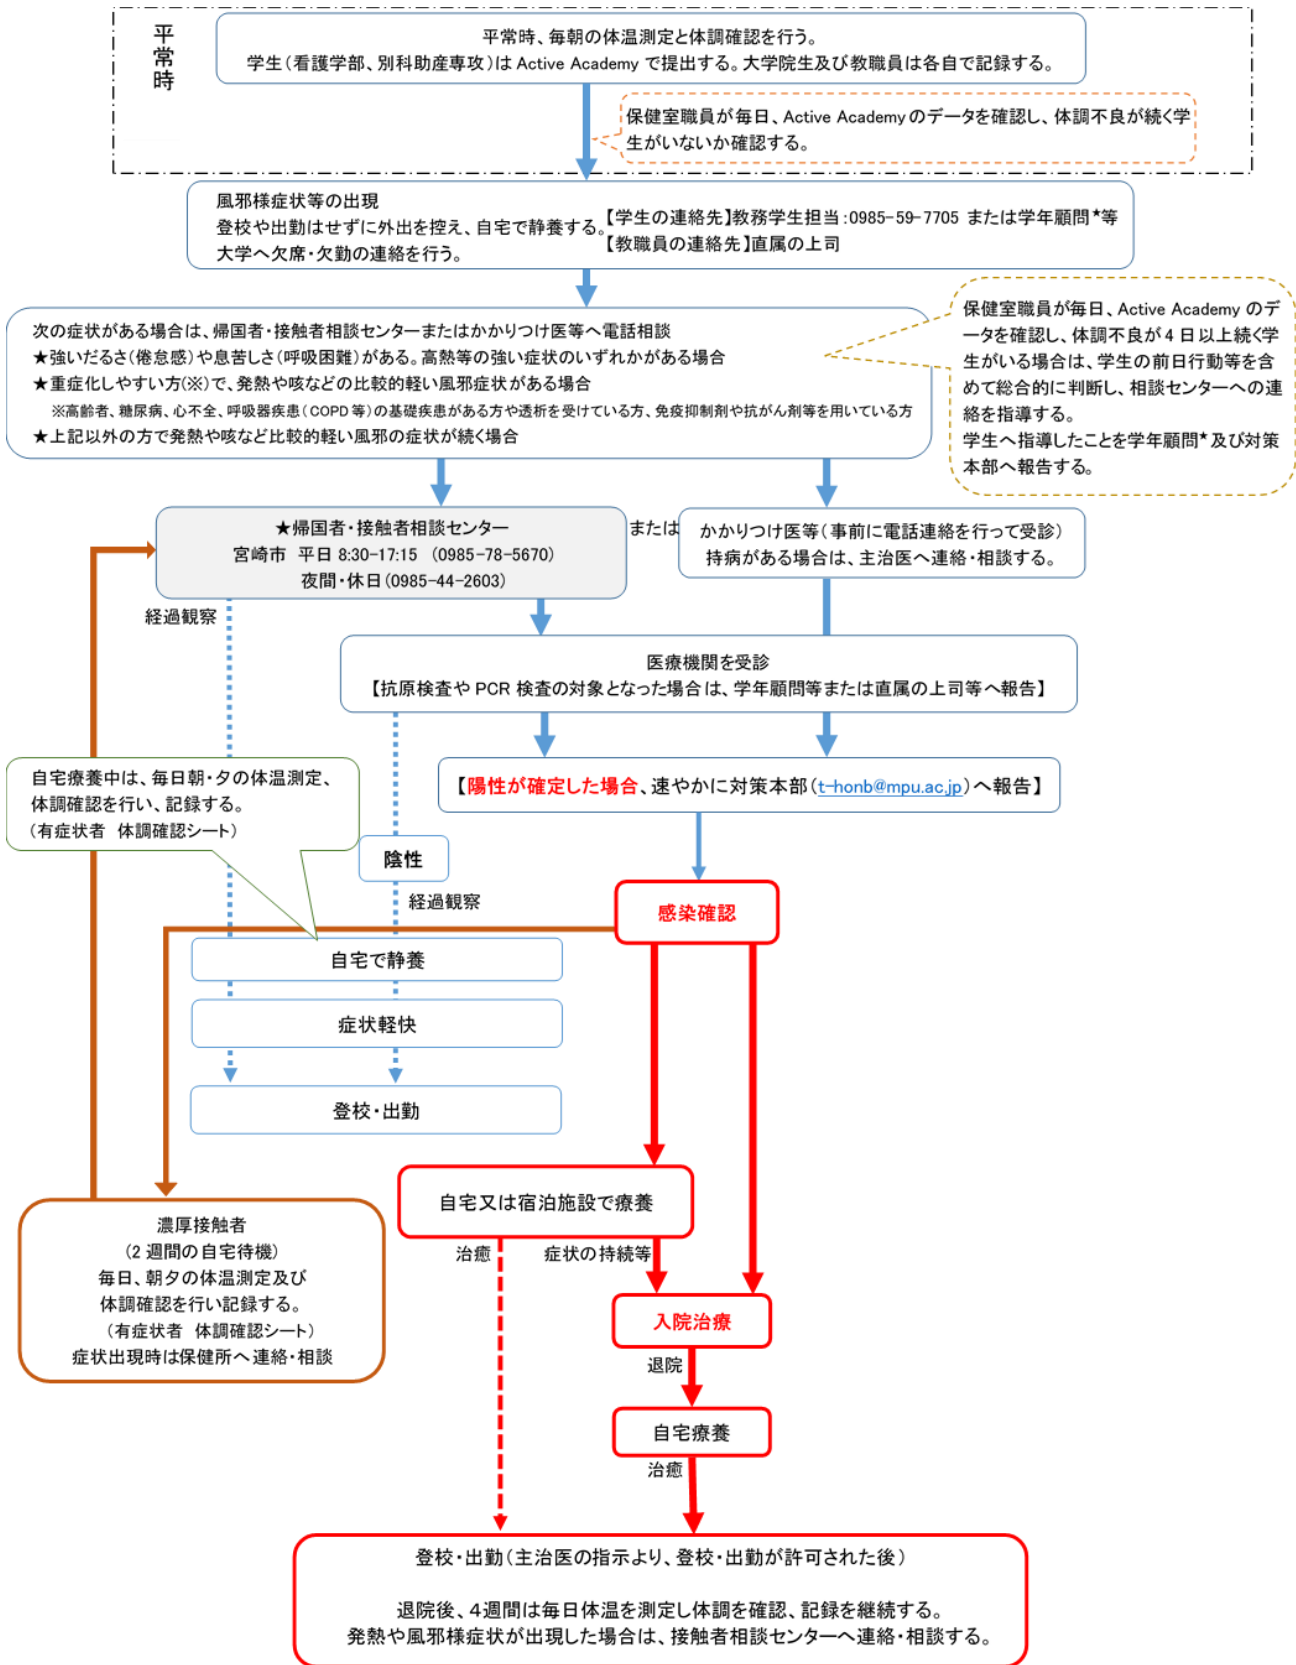 平常時
平常時、毎朝の体温測定と体調確認を行う。
学生(看護学部、別科助産専攻)は Active Academy で提出する。大学院生及び教職員は各自で記録する。
保健室職員が毎日、Active Academy のデータを確認し、体調不良が続く学
生がいないか確認する。
風邪様症状等の出現
登校や出勤はせずに外出を控え、自宅で静養する。
大学へ欠席・欠勤の連絡を行う。
【学生の連絡先】教務学生担当:0985-59-7705 または学年顧問★等
【教職員の連絡先】直属の上司
次の症状がある場合は、帰国者・接触者相談センターまたはかかりつけ医等へ電話相談
★強いだるさ(倦怠感)や息苦しさ(呼吸困難)がある。高熱等の強い症状のいずれかがある場合
★重症化しやすい方(※)で、発熱や咳などの比較的軽い風邪症状がある場合
※高齢者、糖尿病、心不全、呼吸器疾患(COPD 等)の基礎疾患がある方や透析を受けている方、免疫抑制剤や抗がん剤等を用いている方
★上記以外の方で発熱や咳など比較的軽い風邪の症状が続く場合
保健室職員が毎日、Active Academy のデ
ータを確認し、体調不良が 4 日以上続く学
生がいる場合は、学生の前日行動等を含
めて総合的に判断し、相談センターへの連
絡を指導する。
学生へ指導したことを学年顧問★及び対策
本部へ報告する。
★帰国者・接触者相談センター
宮崎市 平日 8:30-17:15 (0985-78-5670)
夜間・休日(0985-44-2603)
または
かかりつけ医等(事前に電話連絡を行って受診)
持病がある場合は、主治医へ連絡・相談する。
経過観察
医療機関を受診
【抗原検査や PCR 検査の対象となった場合は、学年顧問等または直属の上司等へ報告】
自宅療養中は、毎日朝・夕の体温測定、
体調確認を行い、記録する。
(有症状者 体調確認シート)
【陽性が確定した場合、速やかに対策本部(t-honb@mpu.ac.jp)へ報告】
陰性
経過観察
感染確認
自宅で静養
症状軽快
登校・出勤
自宅又は宿泊施設で療養
濃厚接触者
(2 週間の自宅待機)
毎日、朝夕の体温測定及び
体調確認を行い記録する。
(有症状者 体調確認シート)
症状出現時は保健所へ連絡・相談
治癒
症状の持続等
入院治療
退院
自宅療養
治癒
登校・出勤(主治医の指示より、登校・出勤が許可された後)
退院後、4週間は毎日体温を測定し体調を確認、記録を継続する。
発熱や風邪様症状が出現した場合は、接触者相談センターへ連絡・相談する。